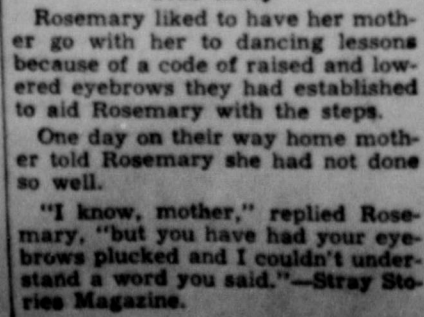 Rosemary liked to have her moth-
er go with her to dancing lessons
because of a code of raised and low-
ered eyebrows they had established
to aid Rosemary with the steps.
One day on their way home moth-
er told Rosemary she had not done
so well.
"I know, mother," replied Rose-
mary, "but you have had your eye-
brows plucked and I couldn't under-
stand a word you said."—Stray Sto-
ries Magazine.